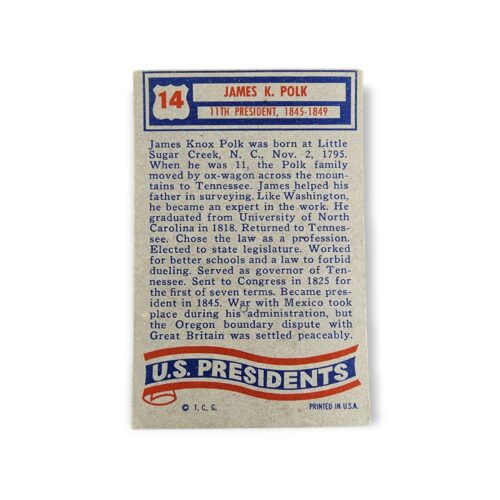 14
JAMES K. POLK
11TH PRESIDENT, 1845-1849
James Knox Polk was born at Little
Sugar Creek, N. C., Nov. 2, 1795.
When he was 11, the Polk family
moved by ox-wagon across the moun-
tains to Tennessee. James helped his
father in surveying. Like Washington,
he became an expert in the work. He
graduated from University of North
Carolina in 1818. Returned to Tennes-
see. Chose the law as a profession.
Elected to state legislature. Worked
for better schools and a law to forbid
dueling. Served as governor of Ten-
nessee. Sent to Congress in 1825 for
the first of seven terms. Became pres-
ident in 1845. War with Mexico took
place during his administration, but
the Oregon boundary dispute with
Great Britain was settled peaceably.
U.S. PRESIDENTS
© T. C. G.
PRINTED IN U.S.A.